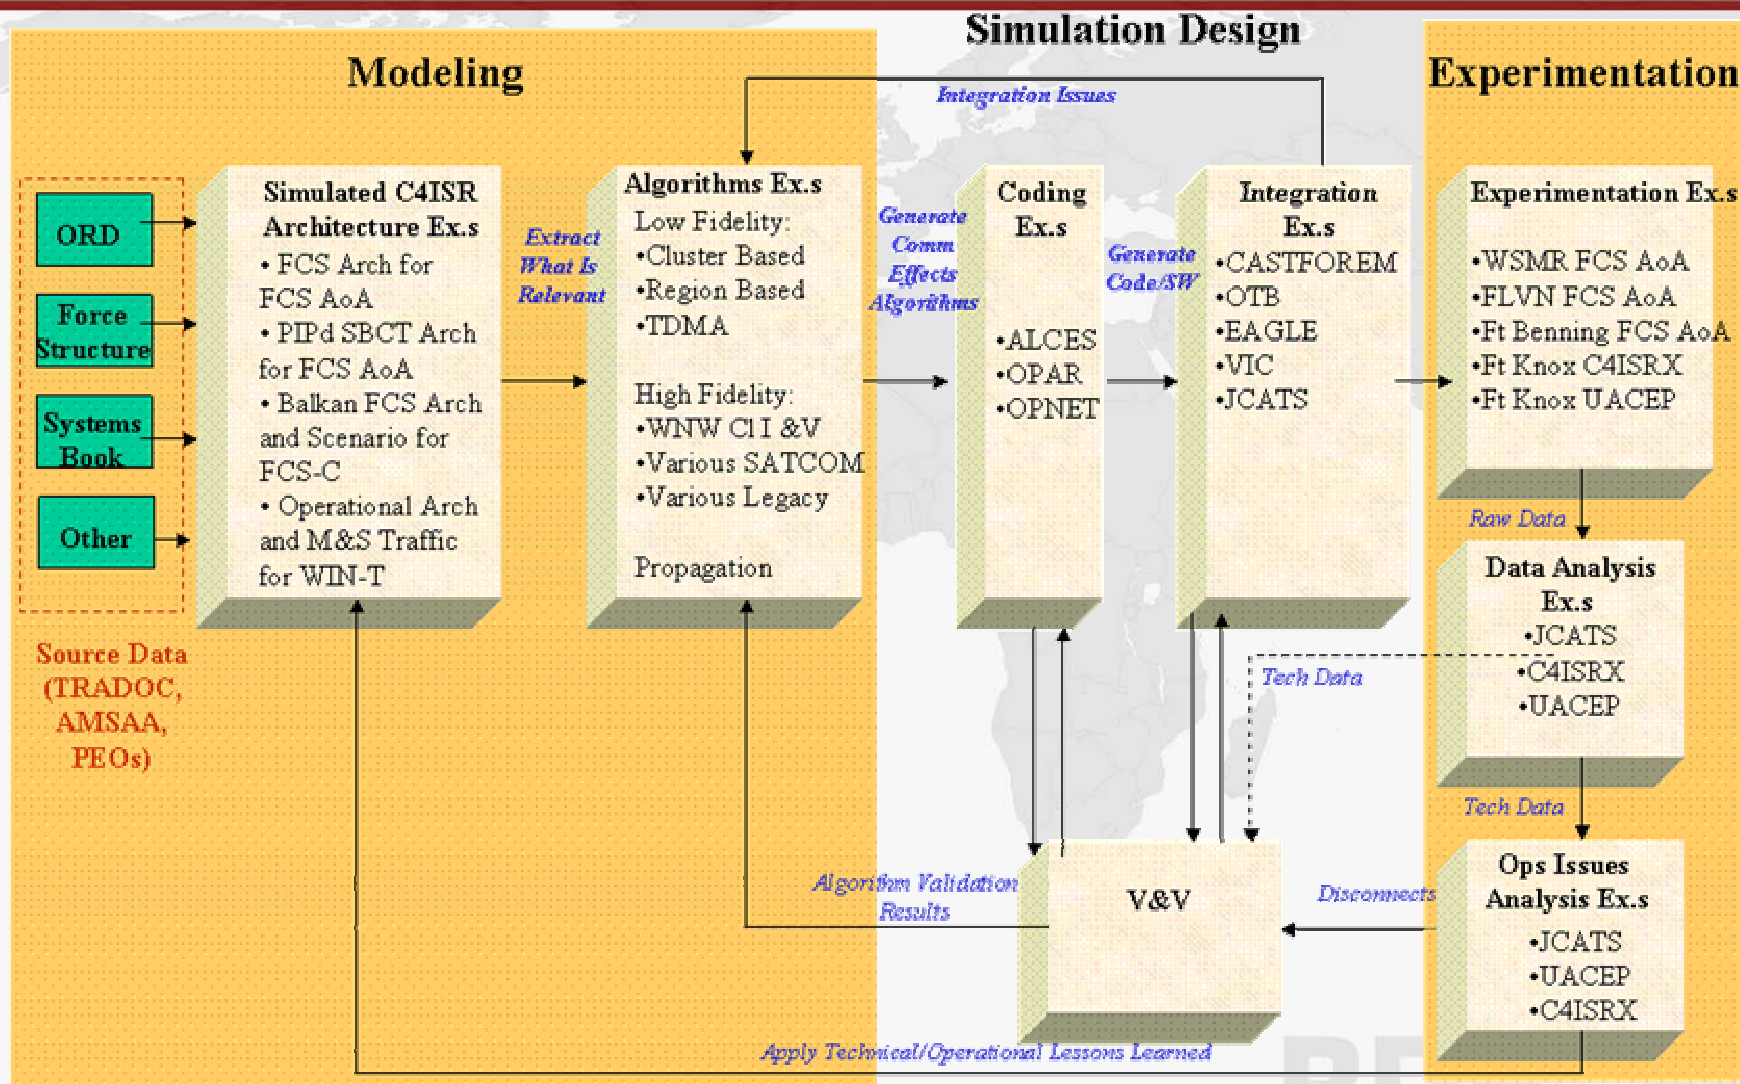 Simulation Design
Modeling
Experimentation
Integration Issues
ORD
Force
Structure
Systems
Book
Other
Source Data
(TRADOC,
AMSAA,
PEOs)
Simulated C4ISR
Architecture Ex.s
• FCS Arch for
FCS AoA
• PIPd SBCT Arch
for FCS AoA
• Balkan FCS Arch
and Scenario for
FCS-C
• Operational Arch
and M&S Traffic
for WIN-T
Extract
What Is
Relevant
Algorithms Ex.s
Low Fidelity:
•Cluster Based
•Region Based
•TDMA
High Fidelity:
•WNW Cl I &V
•Various SATCOM
•Various Legacy
Propagation
Generate
Comm
Effects
Algorithms
Coding
Ex.s
•ALCES
•OPAR
•OPNET
Generate
Code/SW
Integration
Ex.s
•CASTFOREM
•OTB
•EAGLE
•VIC
•JCATS
Experimentation Ex.s
•WSMR FCS AoA
•FLVN FCS AoA
•Ft Benning FCS AoA
•Ft Knox C4ISRX
•Ft Knox UACEP
Raw Data
Data Analysis
Ex.s
•JCATS
•C4ISRX
•UACEP
Tech Data
Tech Data
Ops Issues
Analysis Ex.s
•JCATS
•UACEP
•C4ISRX
Disconnects
V&V
Algorithm Validation
Results
Apply Technical/Operational Lessons Learned